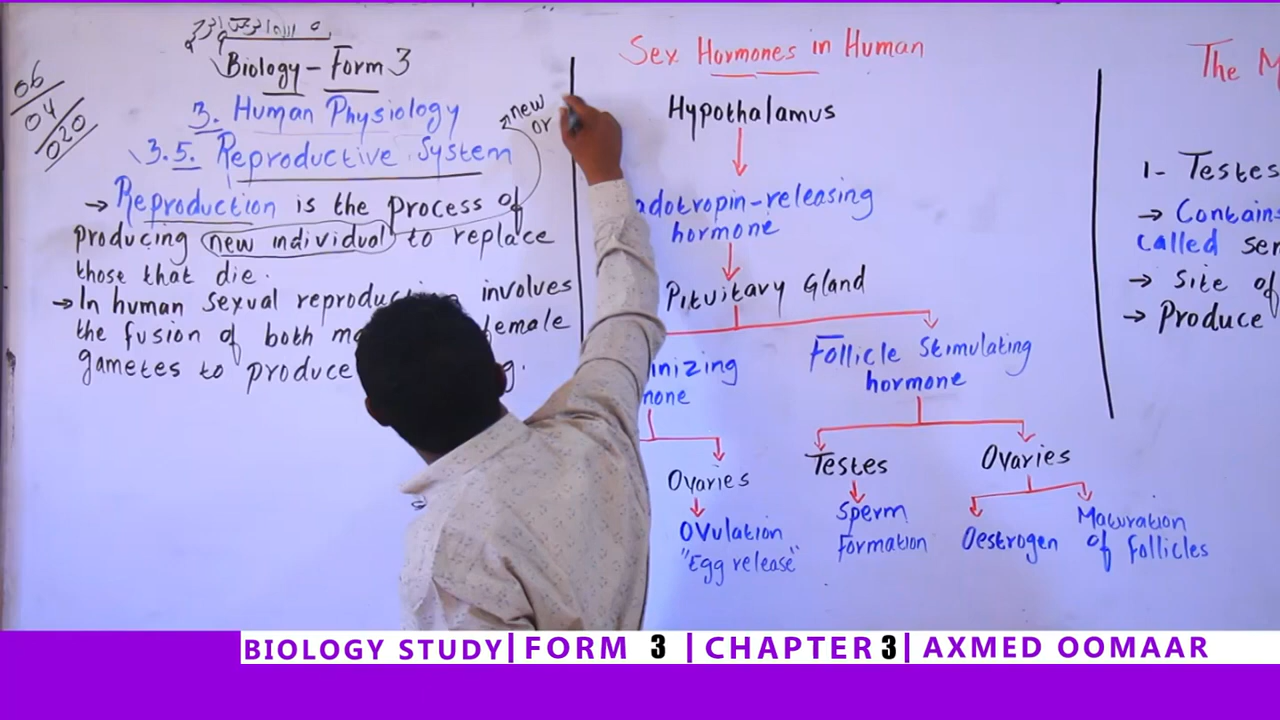 Biology - Form 3
06
04
020
3. Human Physiology
3.5. Reproductive System
→ Reproduction is the process of
producing new individual to replace
those that die.
new
or
→ In human sexual reproduc involves
the fusion of both ma female
gametes to produce g.
Sex Hormones in Human
Hypothalamus
adotropin-releasing
hormone
Pituitary Gland
inizing
mone
Follicle Stimulating
hormone
Ovaries
Ovulation
"Egg release"
Testes
Sperm
formation
Ovaries
Oestrogen
Maturation
of follicles
The M
1- Testes
→ Contain
called se
→ Site of
→ Produce
BIOLOGY STUDY| FORM 3 | CHAPTER 3| AXMED OOMAAR